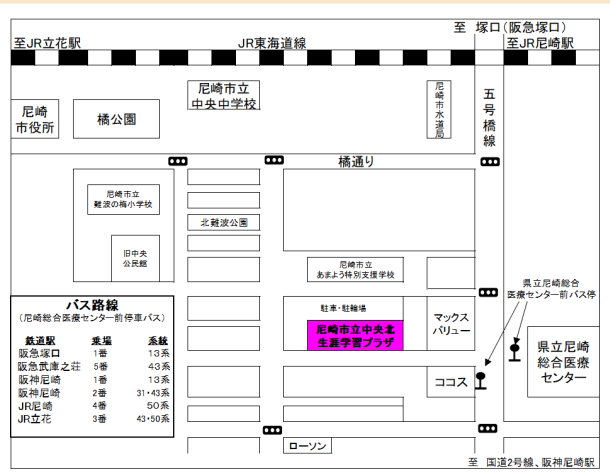 至 塚口(阪急塚口)
至JR立花駅
JR東海道線
至JR尼崎駅
尼崎市立
中央中学校
尼崎市水道局
五号橋線
尼崎
市役所
橘公園
橘通り
尼崎市立
難波の梅小学校
北難波公園
旧中央
公民館
尼崎市立
あまよう特別支援学校
県立尼崎総合
医療センター前バス停
バス路線
(尼崎総合医療センター前停車バス)
鉄道駅 乗場 系統
阪急塚口 1番 13系
阪急武庫之荘 5番 43系
阪神尼崎 1番 13系
阪神尼崎 2番 31・43系
JR尼崎 4番 50系
JR立花 3番 43・50系
駐車・駐輪場
尼崎市立中央北
生涯学習プラザ
マックス
バリュー
ココス
県立尼崎
総合医療
センター
ローソン
至 国道2号線、阪神尼崎駅